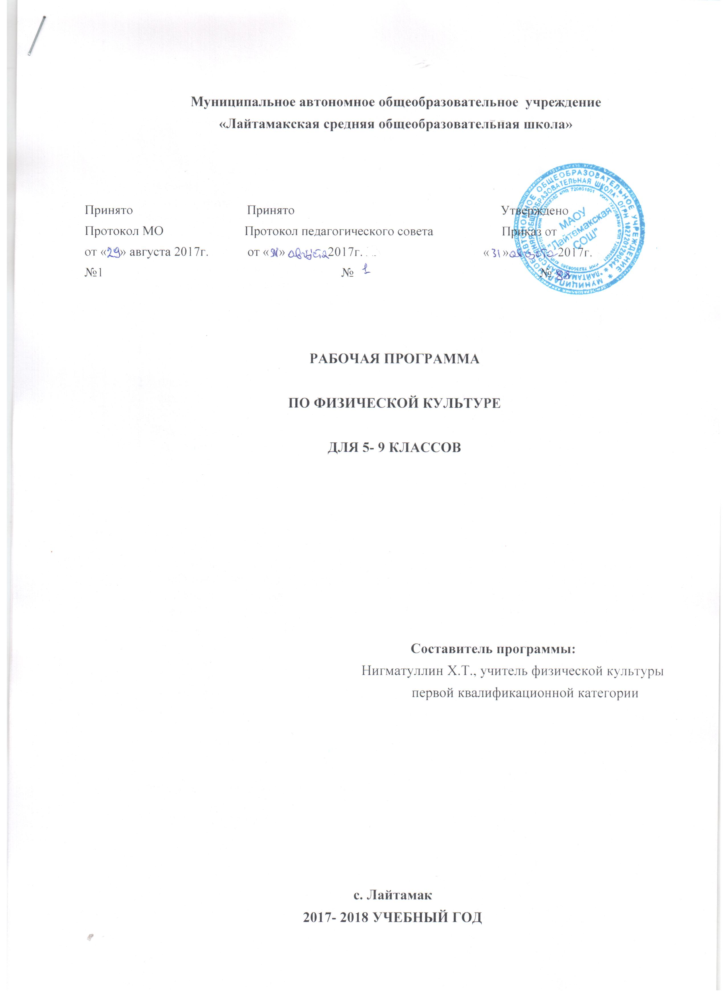 Муниципальное автономное общеобразовательное учреждение
«Лайтамакская средняя общеобразовательная школа»
Принято Принято Утверждено
Протокол МО Протокол педагогического совета Приказ от
от «29» августа 2017г. от «31» августа 2017г. «31» августа 2017г.
№1 № 1 № 88
МАОУ
"Лайтамакская
СОШ"
РАБОЧАЯ ПРОГРАММА
ПО ФИЗИЧЕСКОЙ КУЛЬТУРЕ
ДЛЯ 5- 9 КЛАССОВ
Составитель программы:
Нигматуллин Х.Т., учитель физической культуры
первой квалификационной категории
с. Лайтамак
2017- 2018 УЧЕБНЫЙ ГОД